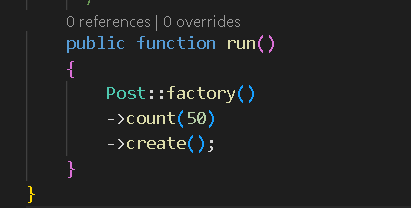 0 references | 0 overrides
public function run()
{
Post::factory()
->count(50)
->create();
}
}